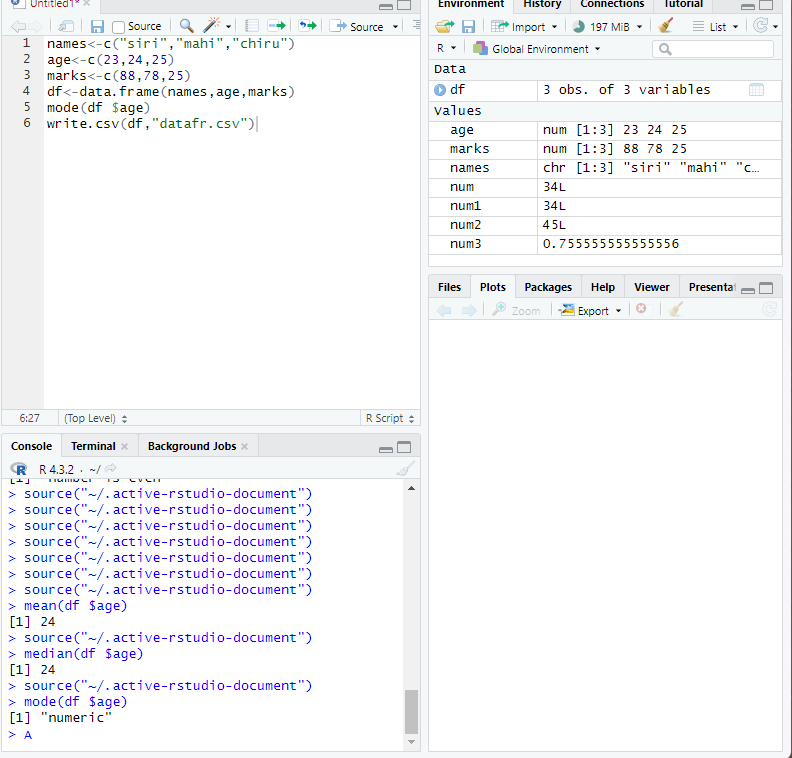 Untitled1* ×
Source
Source
1 names<-c("siri","mahi","chiru")
2 age<-c(23,24,25)
3 marks<-c(88,78,25)
4 df<-data.frame(names,age,marks)
5 mode(df $age)
6 write.csv(df,"datafr.csv")
6:27 (Top Level) R Script
Console Terminal × Background Jobs ×
R 4.3.2 · ~/
[1] "number is even"
> source("~/.active-rstudio-document")
> source("~/.active-rstudio-document")
> source("~/.active-rstudio-document")
> source("~/.active-rstudio-document")
> source("~/.active-rstudio-document")
> source("~/.active-rstudio-document")
> source("~/.active-rstudio-document")
> mean(df $age)
[1] 24
> source("~/.active-rstudio-document")
> median(df $age)
[1] 24
> source("~/.active-rstudio-document")
> mode(df $age)
[1] "numeric"
> A
Environment History Connections Tutorial
Import 197 MiB List
R Global Environment
Data
df 3 obs. of 3 variables
Values
age num [1:3] 23 24 25
marks num [1:3] 88 78 25
names chr [1:3] "siri" "mahi" "c…
num 34L
num1 34L
num2 45L
num3 0.755555555555556
Files Plots Packages Help Viewer Presenta
Zoom Export